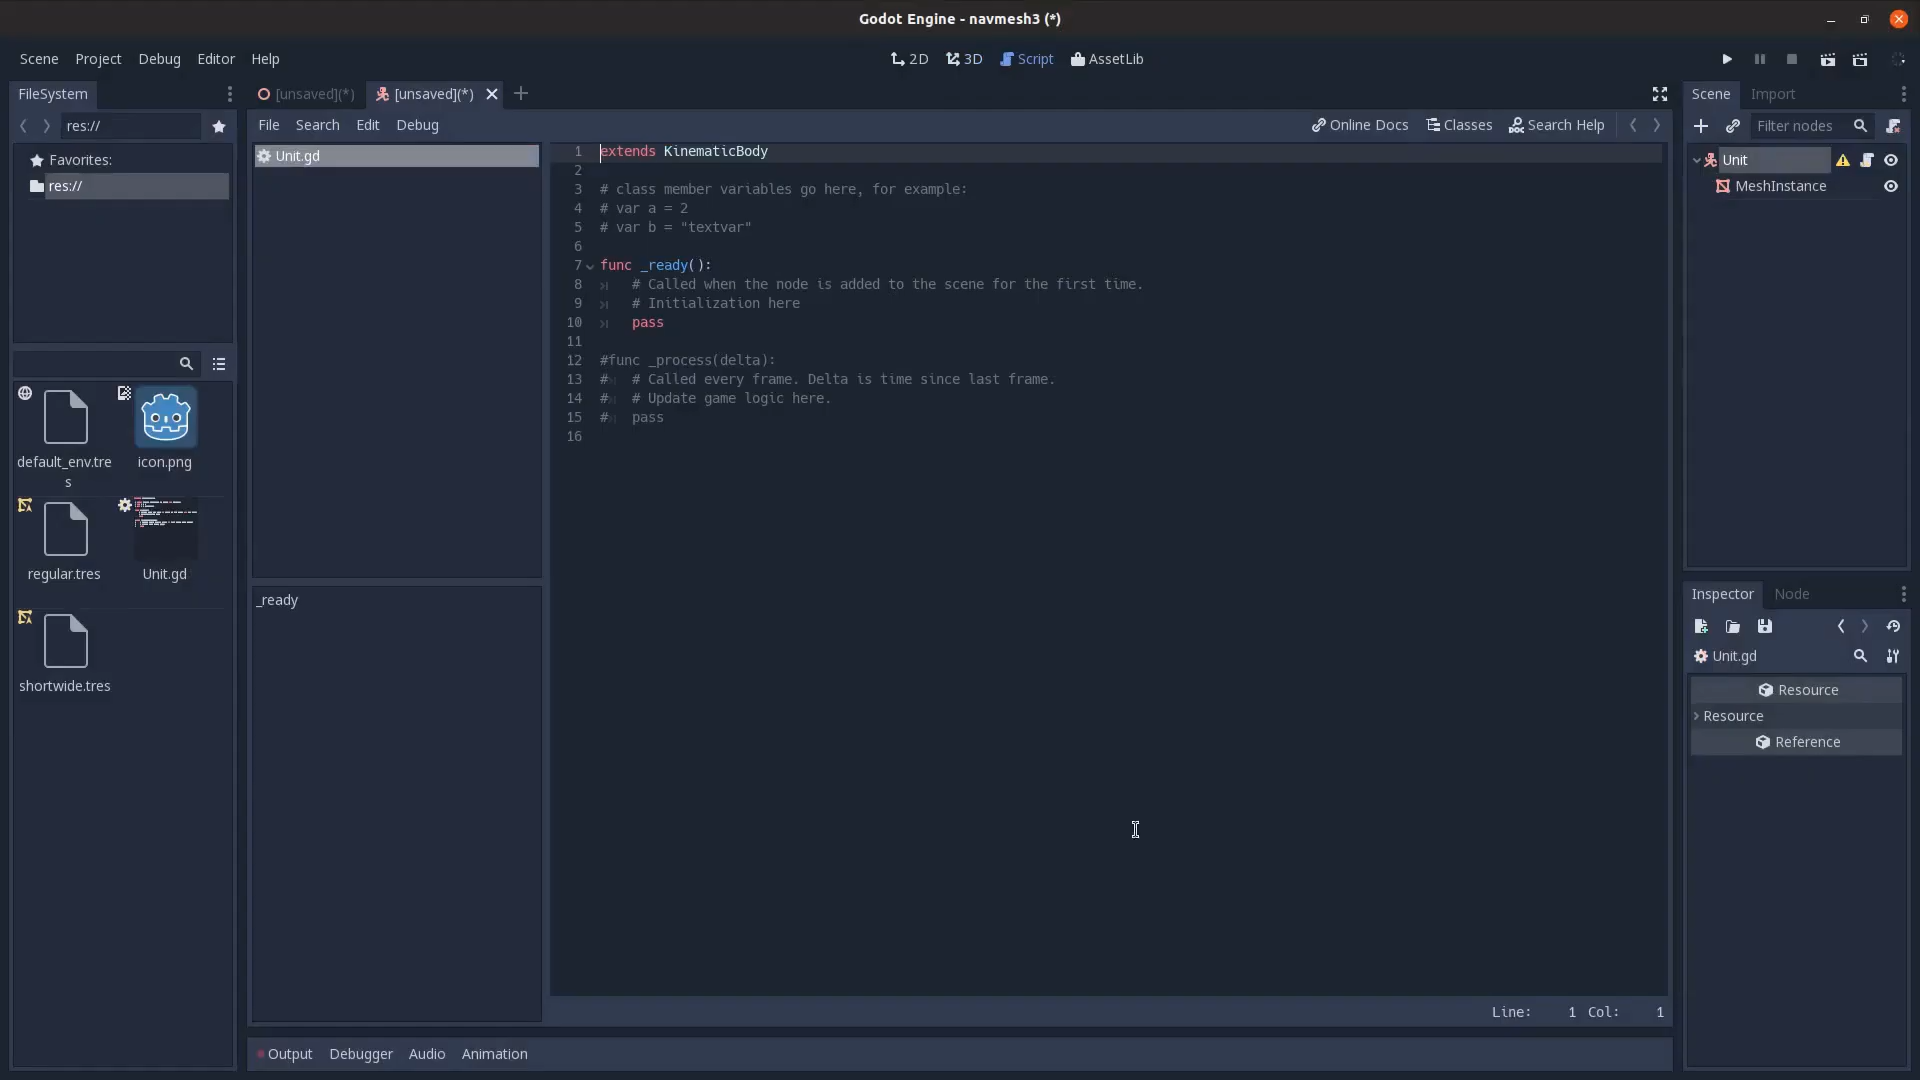 Godot Engine - navmesh3 (*)
Scene Project Debug Editor Help
2D 3D Script AssetLib
FileSystem
[unsaved](*) [unsaved](*)
Scene Import
res://
File Search Edit Debug
Online Docs Classes Search Help
Filter nodes
Favorites:
res://
Unit.gd
Unit
MeshInstance
1 extends KinematicBody
2
3 # class member variables go here, for example:
4 # var a = 2
5 # var b = "textvar"
6
7 func _ready():
8 # Called when the node is added to the scene for the first time.
9 # Initialization here
10 pass
11
12 #func _process(delta):
13 # # Called every frame. Delta is time since last frame.
14 # # Update game logic here.
15 # pass
16
default_env.tre
s
icon.png
regular.tres
Unit.gd
shortwide.tres
_ready
Inspector Node
Unit.gd
Resource
Resource
Reference
Line: 1 Col: 1
Output Debugger Audio Animation